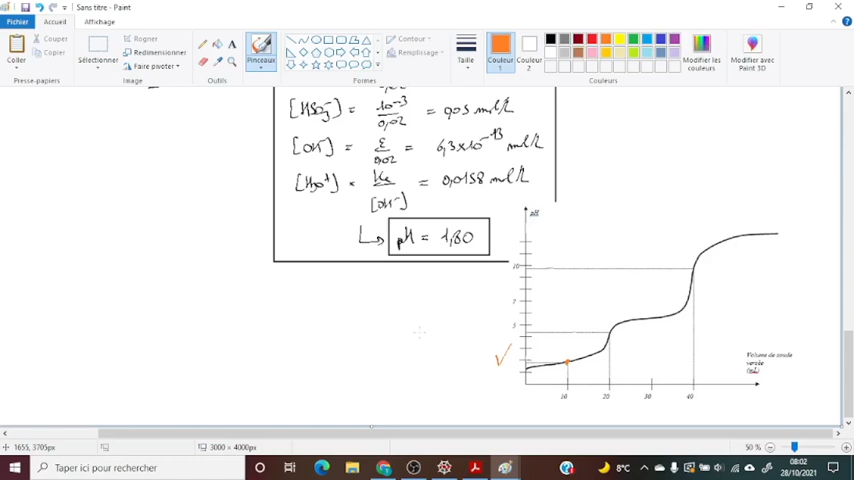 Sans titre - Paint
Fichier Accueil Affichage
Coller
Couper
Copier
Presse-papiers
Sélectionner
Rogner
Redimensionner
Faire pivoter
Image
A
Outils
Pinceaux
Contour
Remplissage
Formes
Taille
Couleur 1
Couleur 2
Couleurs
Modifier les couleurs
Modifier avec Paint 3D
= 10⁻³ / 0,02 = 0,05 mol/L
[OH⁻] = ε / 0,02 = 6,3 x 10⁻¹³ mol/L
[H₃O⁺] = Ke / [OH⁻] = 0,0158 mol/L
pH = 1,80
pH
10
7
5
10 20 30 40
Volume de soude versée (mL)
1655, 3705px
3000 × 4000px
50 %
Taper ici pour rechercher
8°C
08:02
28/10/2021